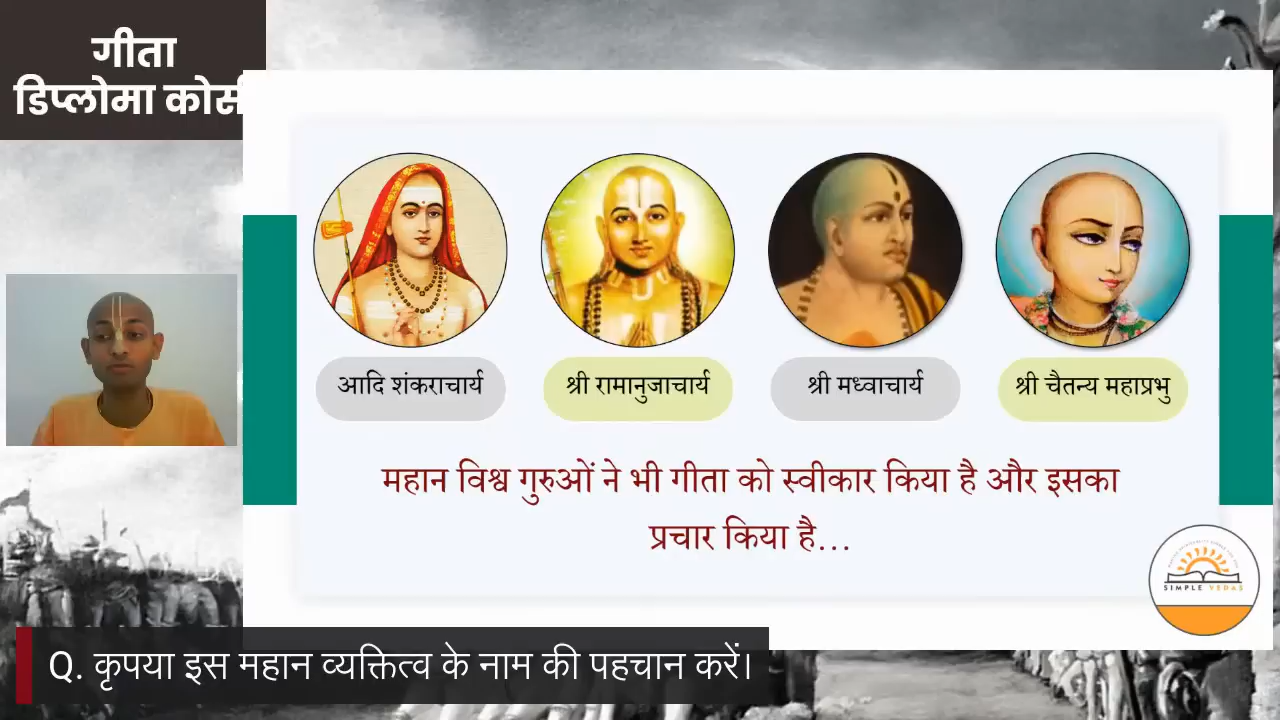 गीता
डिप्लोमा कोर्स
आदि शंकराचार्य
श्री रामानुजाचार्य
श्री मध्वाचार्य
श्री चैतन्य महाप्रभु
महान विश्व गुरुओं ने भी गीता को स्वीकार किया है और इसका
प्रचार किया है...
SIMPLE VEDAS
Q. कृपया इस महान व्यक्तित्व के नाम की पहचान करें।